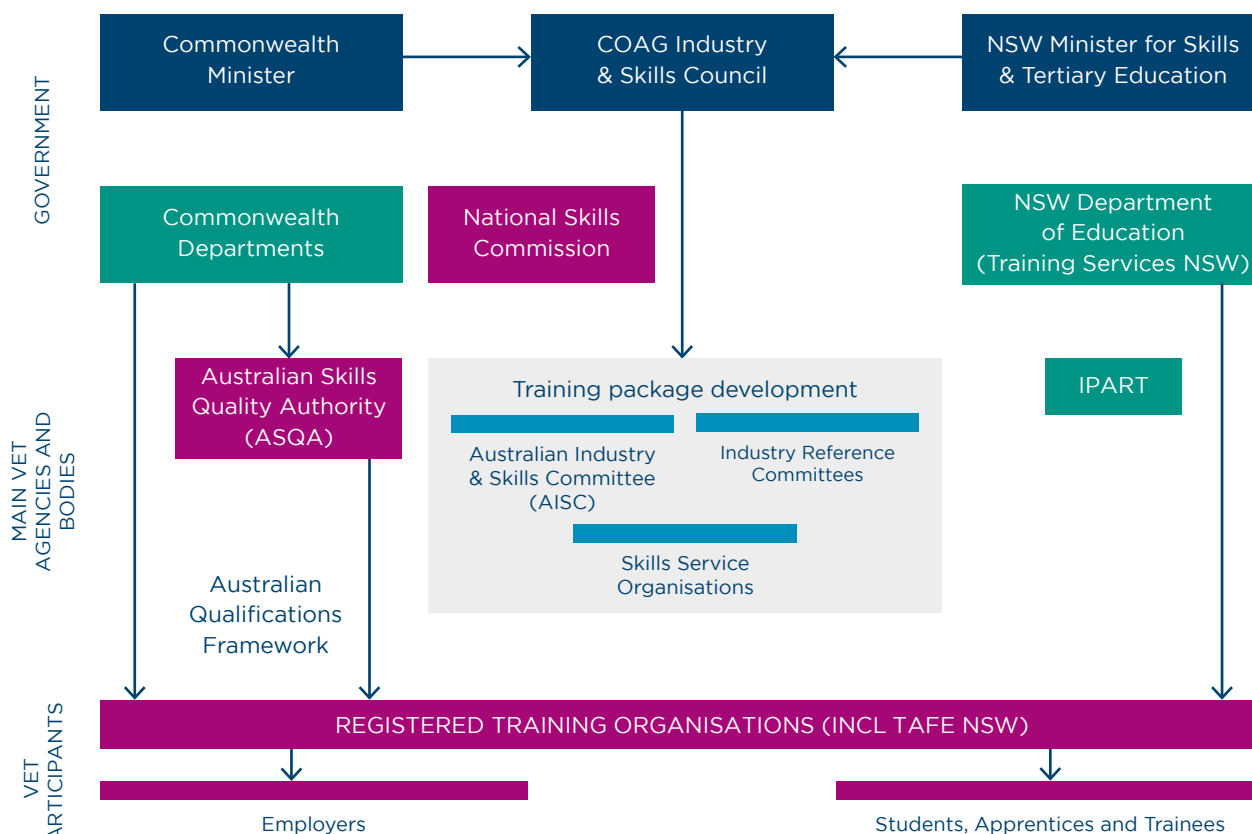 GOVERNMENT
Commonwealth
Minister
COAG Industry
& Skills Council
NSW Minister for Skills
& Tertiary Education
Commonwealth
Departments
National Skills
Commission
NSW Department
of Education
(Training Services NSW)
MAIN VET
AGENCIES AND
BODIES
Australian Skills
Quality Authority
(ASQA)
Training package development
Australian Industry
& Skills Committee
(AISC)
Industry Reference
Committees
Skills Service
Organisations
IPART
Australian
Qualifications
Framework
VET
ARTICIPANTS
REGISTERED TRAINING ORGANISATIONS (INCL TAFE NSW)
Employers
Students, Apprentices and Trainees